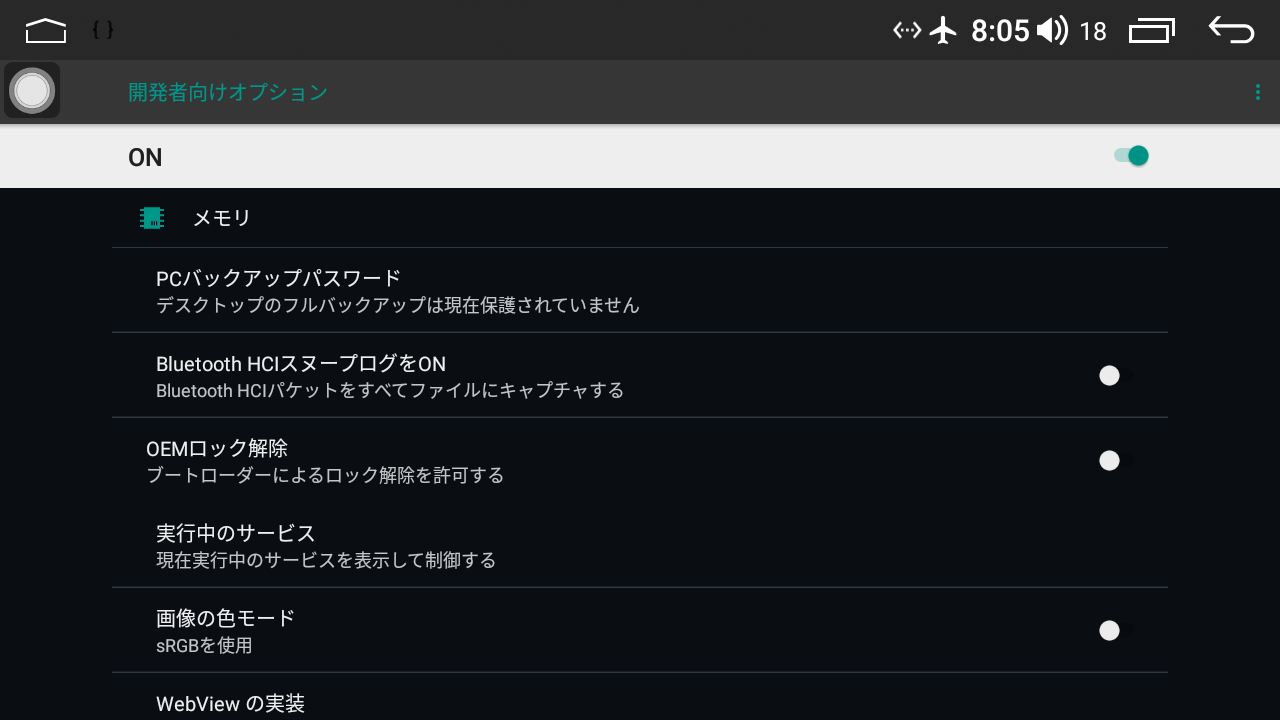 { }
8:05
18
開発者向けオプション
ON
メモリ
PCバックアップパスワード
デスクトップのフルバックアップは現在保護されていません
Bluetooth HCIスヌープログをON
Bluetooth HCIパケットをすべてファイルにキャプチャする
OEMロック解除
ブートローダーによるロック解除を許可する
実行中のサービス
現在実行中のサービスを表示して制御する
画像の色モード
sRGBを使用
WebView の実装